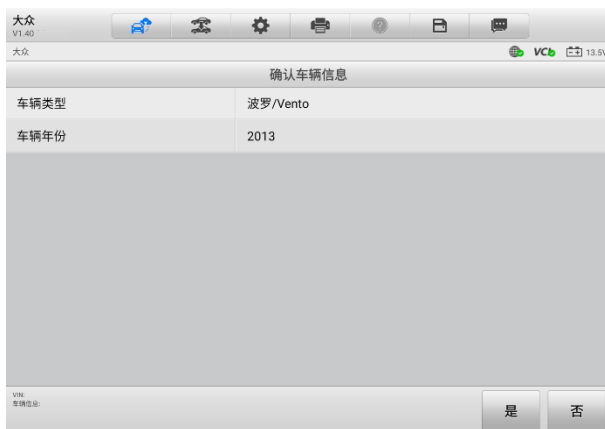 大众
V1.40
大众
VCb
13.5V
确认车辆信息
车辆类型 波罗/Vento
车辆年份 2013
VIN:
车辆信息:
是 否